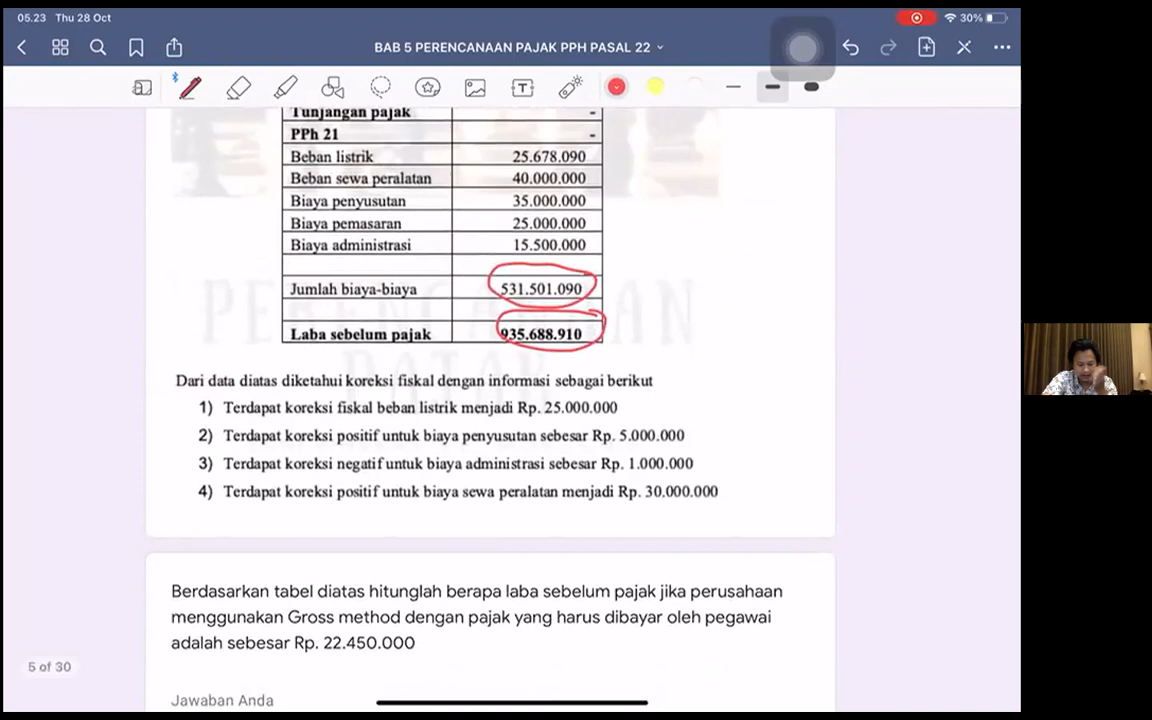 05.23 Thu 28 Oct
30%
BAB 5 PERENCANAAN PAJAK PPH PASAL 22
T
Tunjangan pajak -
PPh 21 -
Beban listrik 25.678.090
Beban sewa peralatan 40.000.000
Biaya penyusutan 35.000.000
Biaya pemasaran 25.000.000
Biaya administrasi 15.500.000
Jumlah biaya-biaya 531.501.090
Laba sebelum pajak 935.688.910
PERENCANAAN
PAJAK
Dari data diatas diketahui koreksi fiskal dengan informasi sebagai berikut
1) Terdapat koreksi fiskal beban listrik menjadi Rp. 25.000.000
2) Terdapat koreksi positif untuk biaya penyusutan sebesar Rp. 5.000.000
3) Terdapat koreksi negatif untuk biaya administrasi sebesar Rp. 1.000.000
4) Terdapat koreksi positif untuk biaya sewa peralatan menjadi Rp. 30.000.000
Berdasarkan tabel diatas hitunglah berapa laba sebelum pajak jika perusahaan
menggunakan Gross method dengan pajak yang harus dibayar oleh pegawai
adalah sebesar Rp. 22.450.000
5 of 30
Jawaban Anda